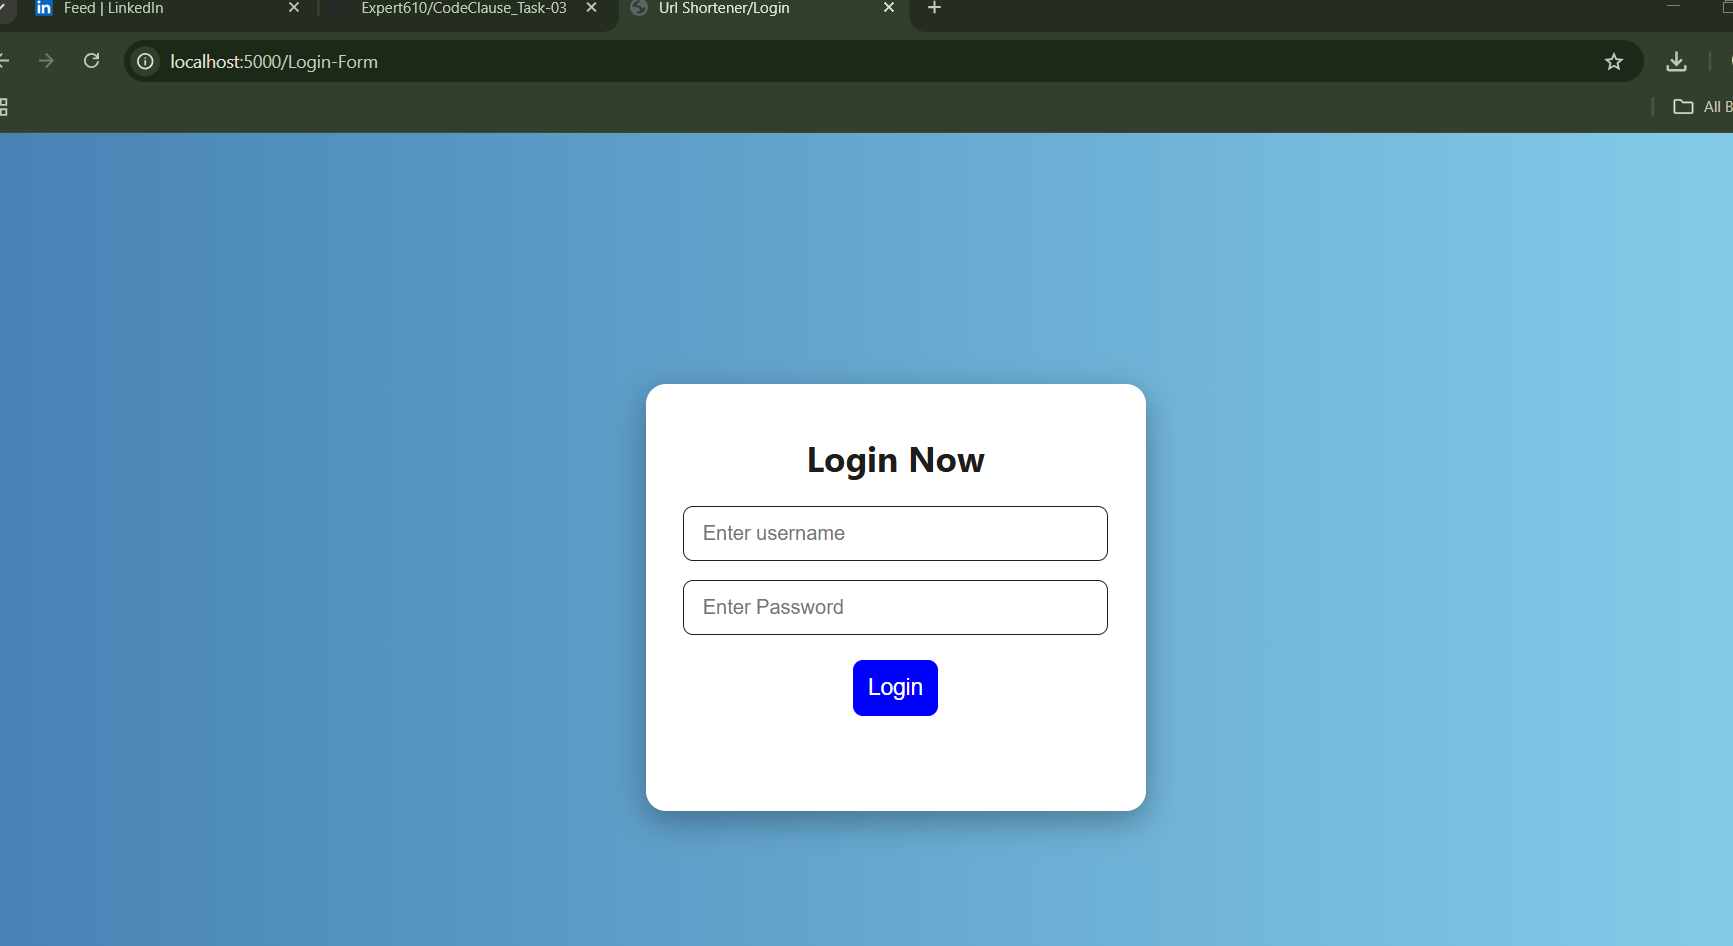 in Feed | LinkedIn
Expert610/CodeClause_Task-03
Url Shortener/Login
localhost:5000/Login-Form
All B
Login Now
Enter username
Enter Password
Login